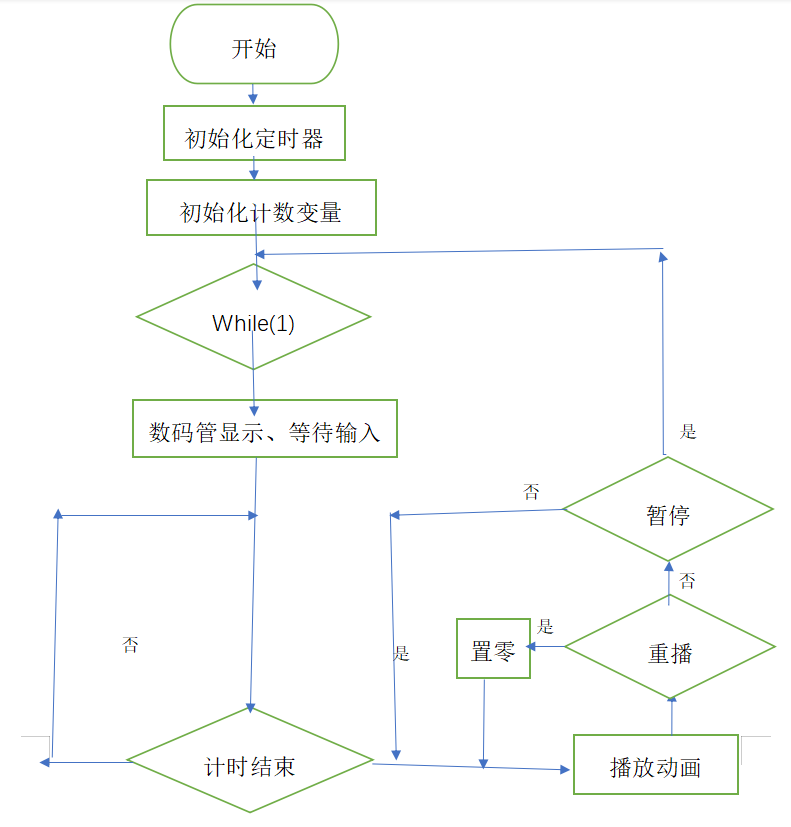 开始
初始化定时器
初始化计数变量
While(1)
数码管显示、等待输入
是
否
暂停
否
是
否
置零
是
重播
计时结束
播放动画